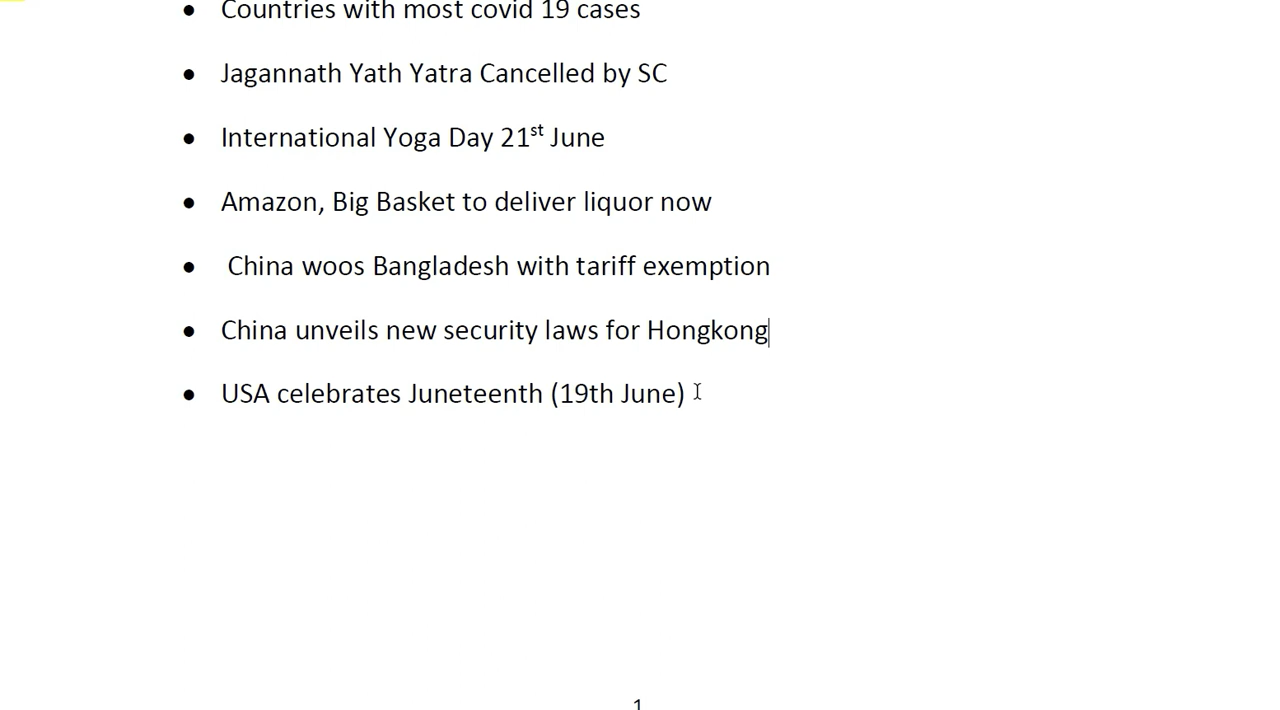 • Countries with most covid 19 cases
• Jagannath Yath Yatra Cancelled by SC
• International Yoga Day 21st June
• Amazon, Big Basket to deliver liquor now
• China woos Bangladesh with tariff exemption
• China unveils new security laws for Hongkong
• USA celebrates Juneteenth (19th June)
1